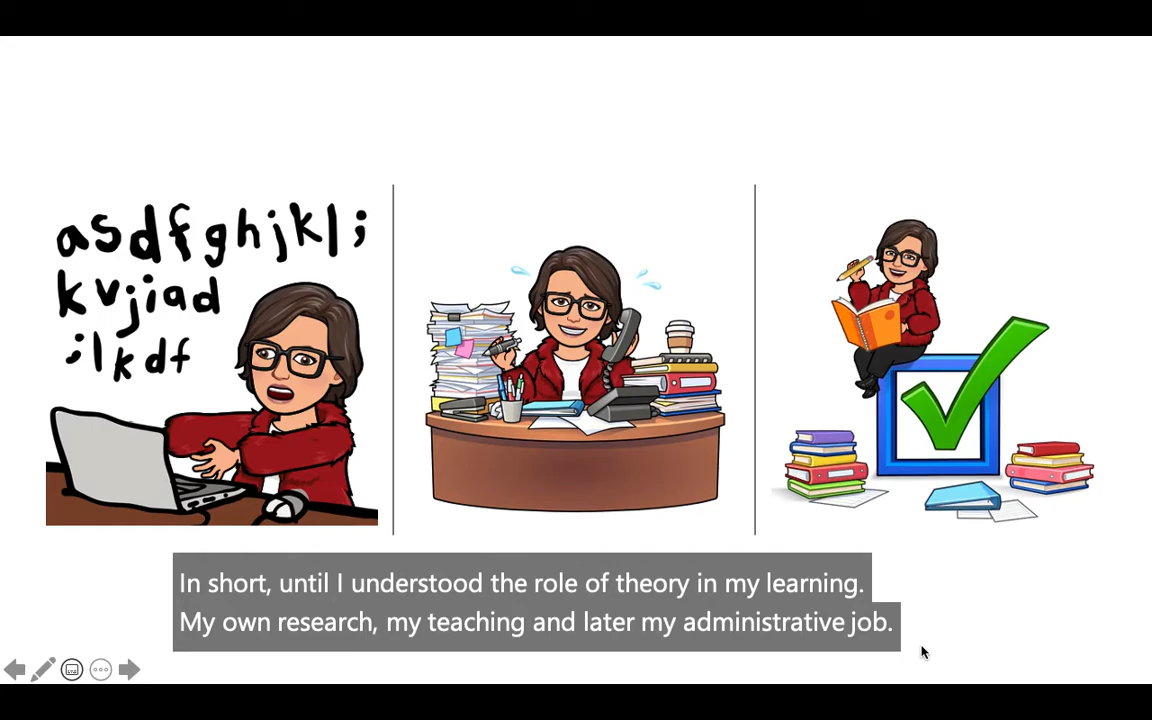 asdfghjkl;
kvjiad
;lkdf
In short, until I understood the role of theory in my learning.
My own research, my teaching and later my administrative job.